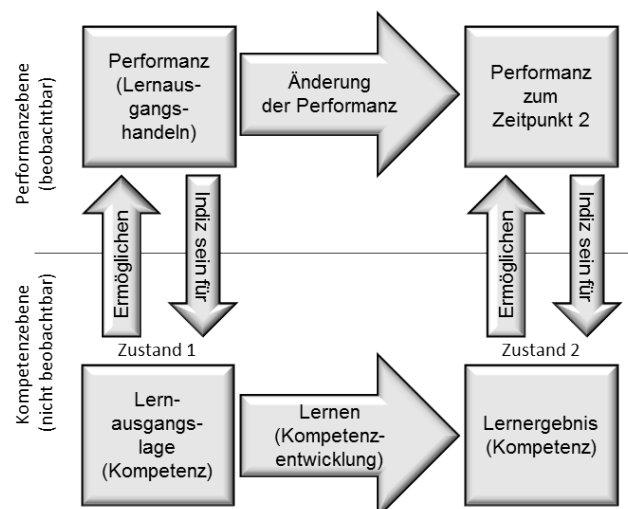 Performanzebene
(beobachtbar)
Performanz
(Lernaus-
gangs-
handeln)
Änderung
der Performanz
Performanz
zum
Zeitpunkt 2
Ermöglichen
Indiz sein für
Ermöglichen
Indiz sein für
Kompetenzebene
(nicht beobachtbar)
Zustand 1
Zustand 2
Lern-
ausgangs-
lage
(Kompetenz)
Lernen
(Kompetenz-
entwicklung)
Lernergebnis
(Kompetenz)